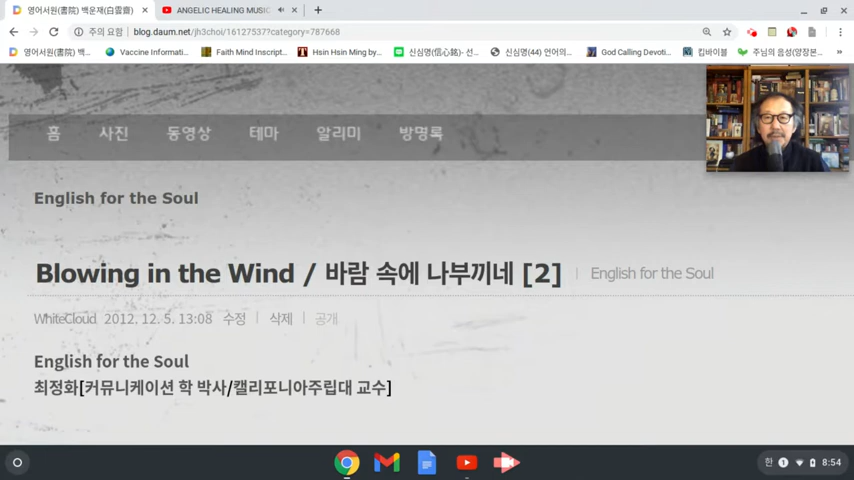 영어서원(書院) 백운재(白雲齋)
ANGELIC HEALING MUSIC
주의 요함
blog.daum.net/jh3choi/16127537?category=787668
영어서원(書院) 백...
Vaccine Informati...
Faith Mind Inscript...
Hsin Hsin Ming by...
신심명(信心銘)- 선...
신심명(44) 언어의...
God Calling Devoti...
킹바이블
주님의 음성(양장본...
홈 사진 동영상 테마 알리미 방명록
English for the Soul
Blowing in the Wind / 바람 속에 나부끼네 [2] | English for the Soul
WhiteCloud 2012. 12. 5. 13:08 수정 | 삭제 | 공개
English for the Soul
최정화[커뮤니케이션 학 박사/캘리포니아주립대 교수]
한 1 8:54